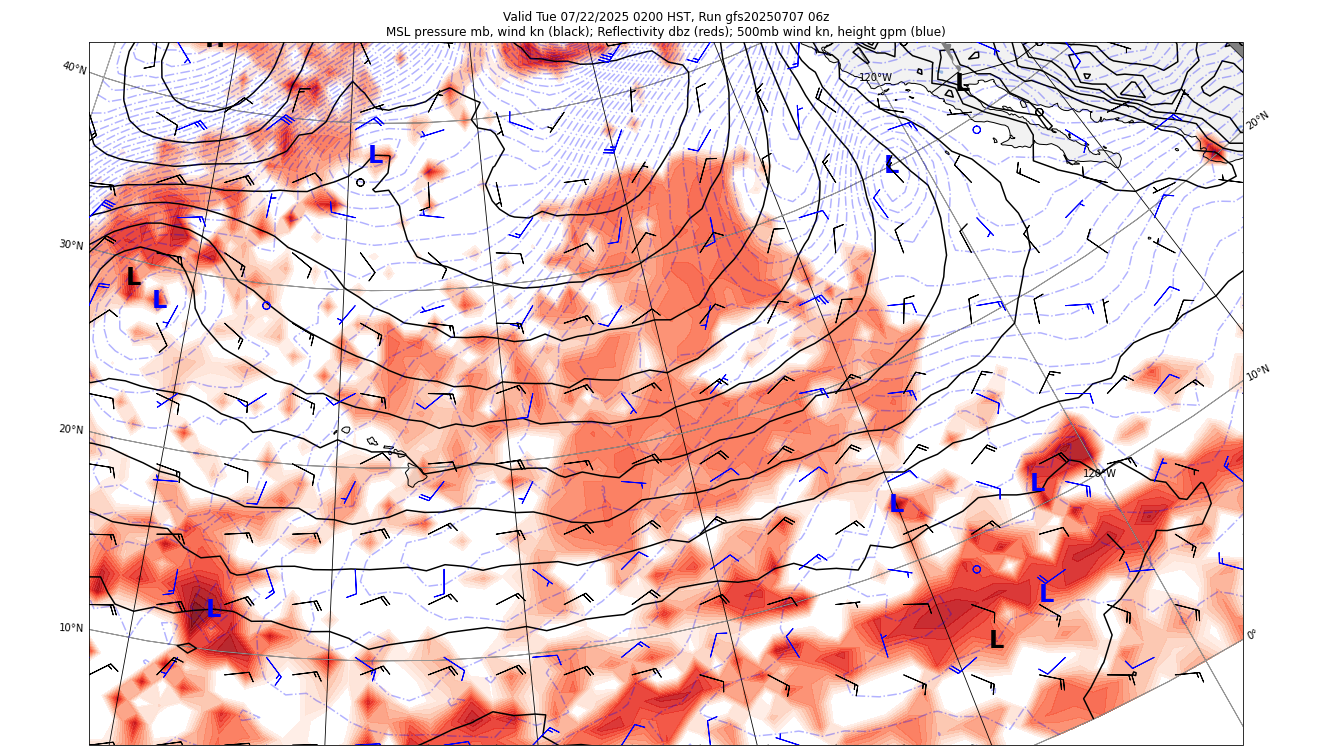 Valid Tue 07/22/2025 0200 HST, Run gfs20250707 06z
MSL pressure mb, wind kn (black); Reflectivity dbz (reds); 500mb wind kn, height gpm (blue)
H
40°N
120°W
L
20°N
L
L
30°N
L
L
10°N
20°N
120°W
L
L
L
L
10°N
L
0°